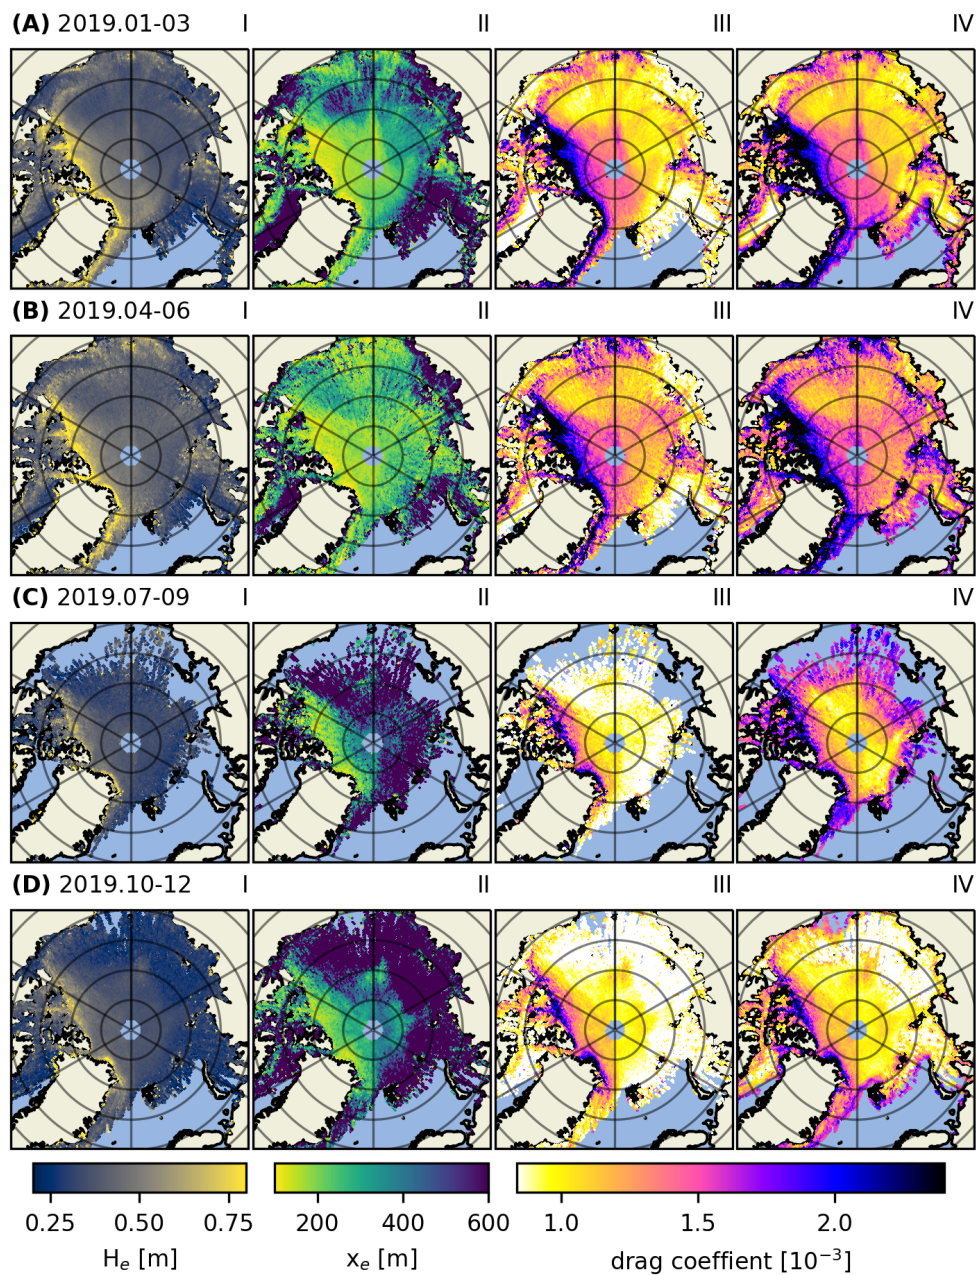 (A) 2019.01-03 I II III IV
(B) 2019.04-06 I II III IV
(C) 2019.07-09 I II III IV
(D) 2019.10-12 I II III IV
0.25 0.50 0.75 200 400 600 1.0 1.5 2.0
Hₑ [m] xₑ [m] drag coeffient [10⁻³]